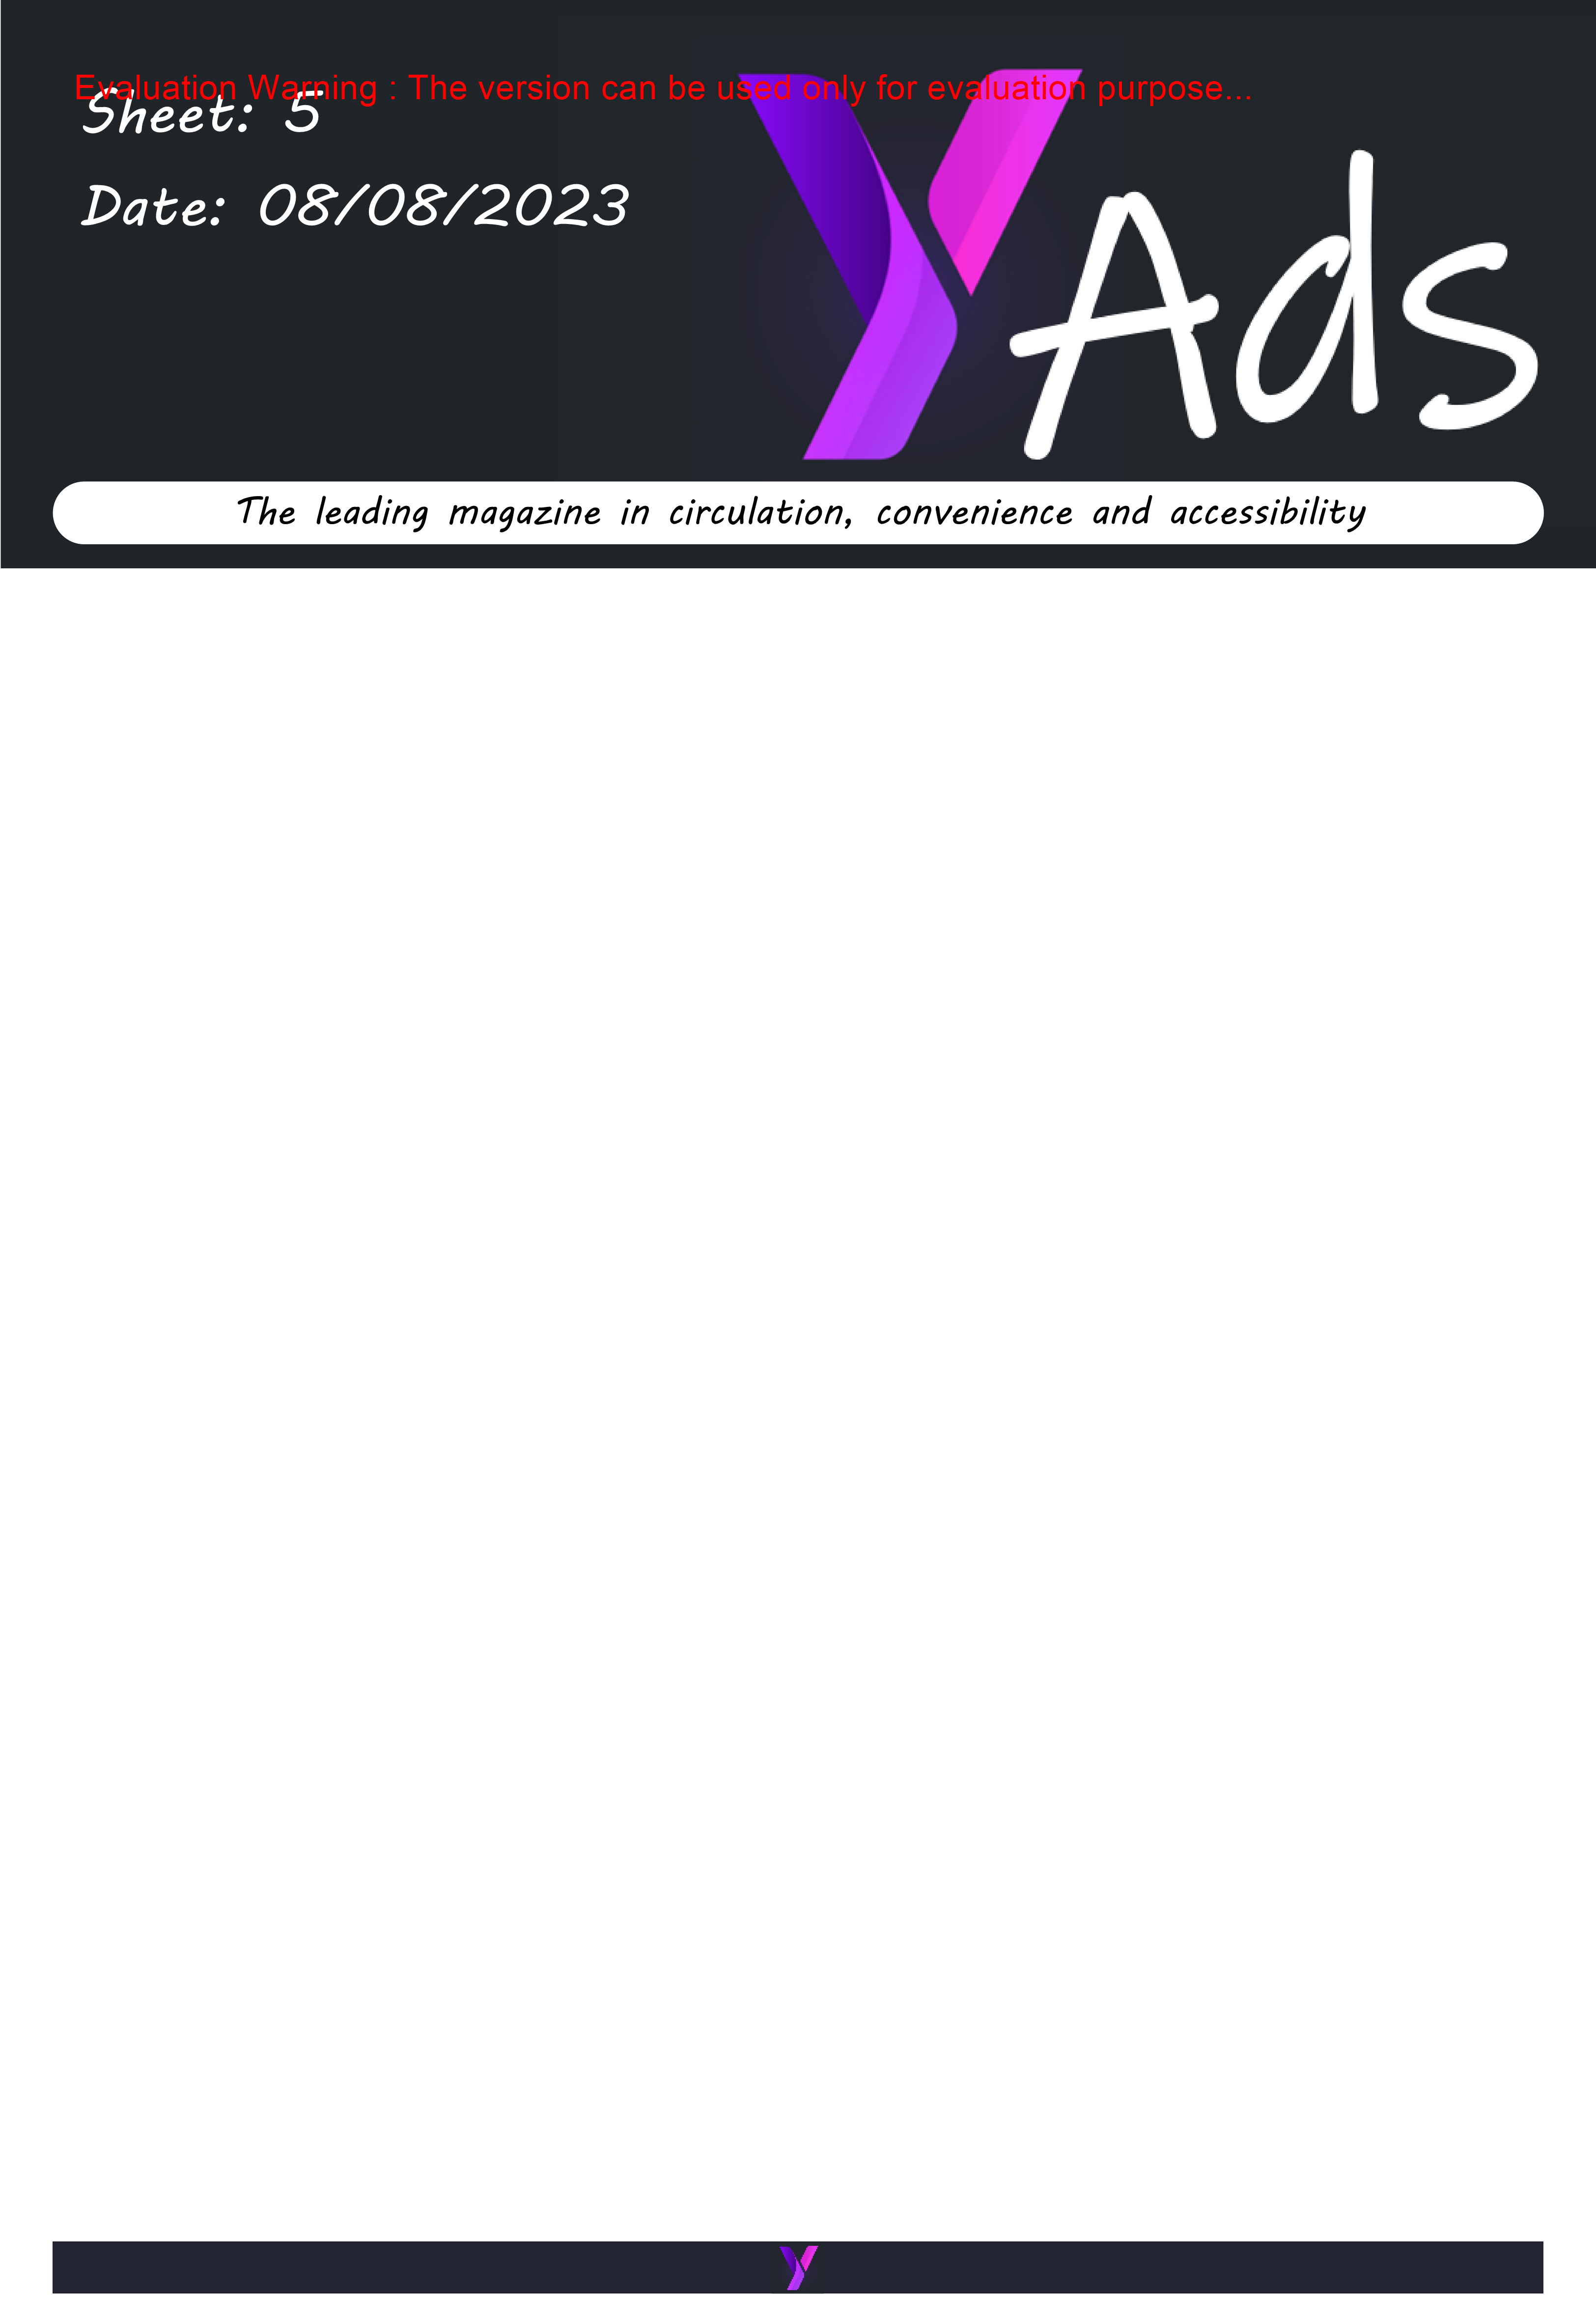 Evaluation Warning : The version can be used only for evaluation purpose...
Sheet: 5
Date: 08/08/2023
Y Ads
The leading magazine in circulation, convenience and accessibility
Y